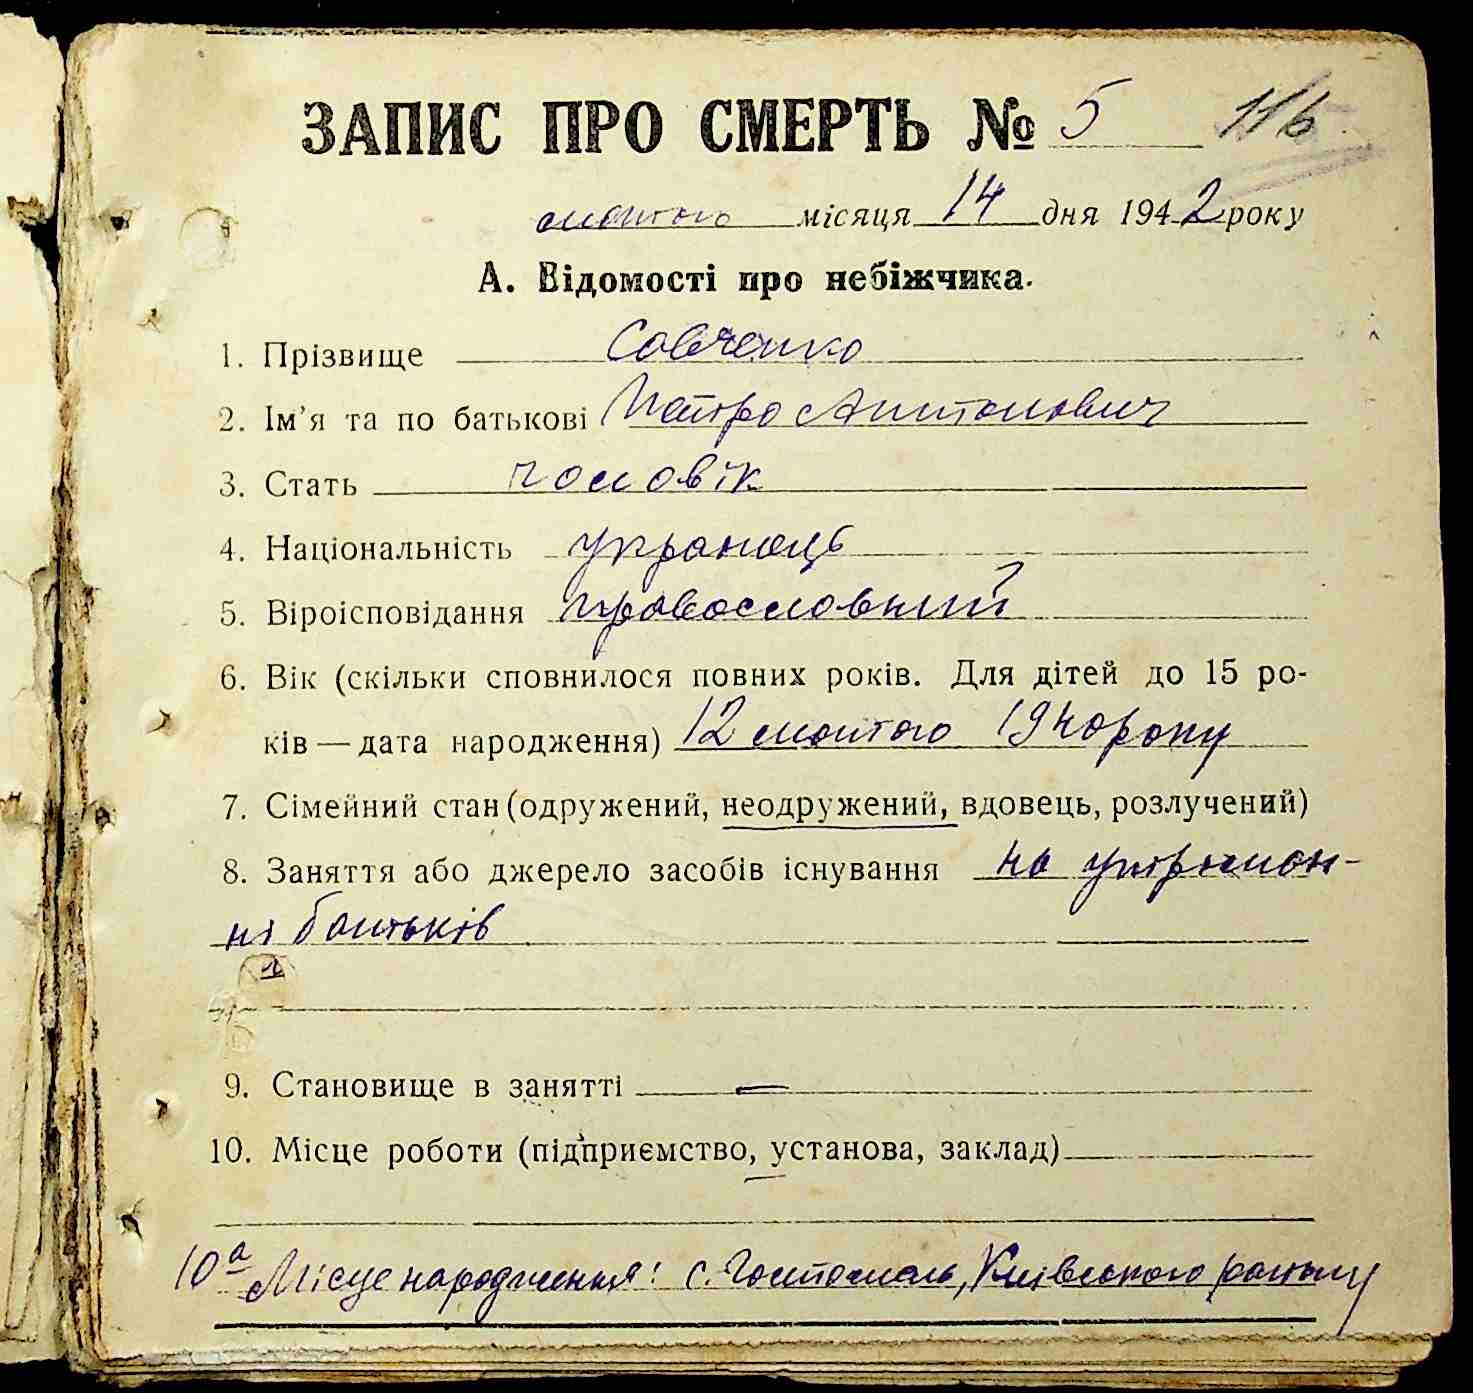 ЗАПИС ПРО СМЕРТЬ № 5 116
лютого місяця 14 дня 1942 року
А. Відомості про небіжчика.
1. Прізвище Савченко
2. Ім'я та по батькові Петро Антонович
3. Стать чоловік
4. Національність українець
5. Віроісповідання православний
6. Вік (скільки сповнилося повних років. Для дітей до 15 ро-
ків — дата народження) 12 лютого 1940 року
7. Сімейний стан (одружений, неодружений, вдовець, розлучений)
8. Заняття або джерело засобів існування на утриман-
ні батьків
9. Становище в занятті —
10. Місце роботи (підприємство, установа, заклад)
10а Місце народження: с. Гостомель, Київського району